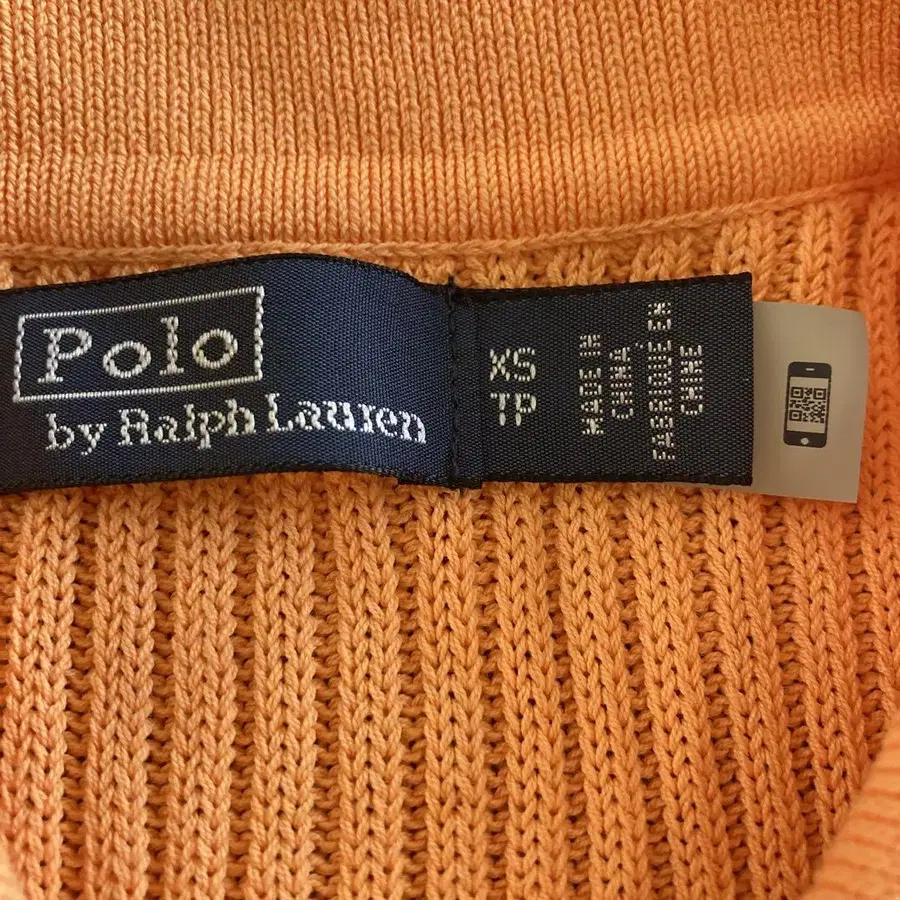 Polo
by Ralph Lauren
XS
TP
MADE IN
CHINA
FABRIQUÉ EN
CHINE